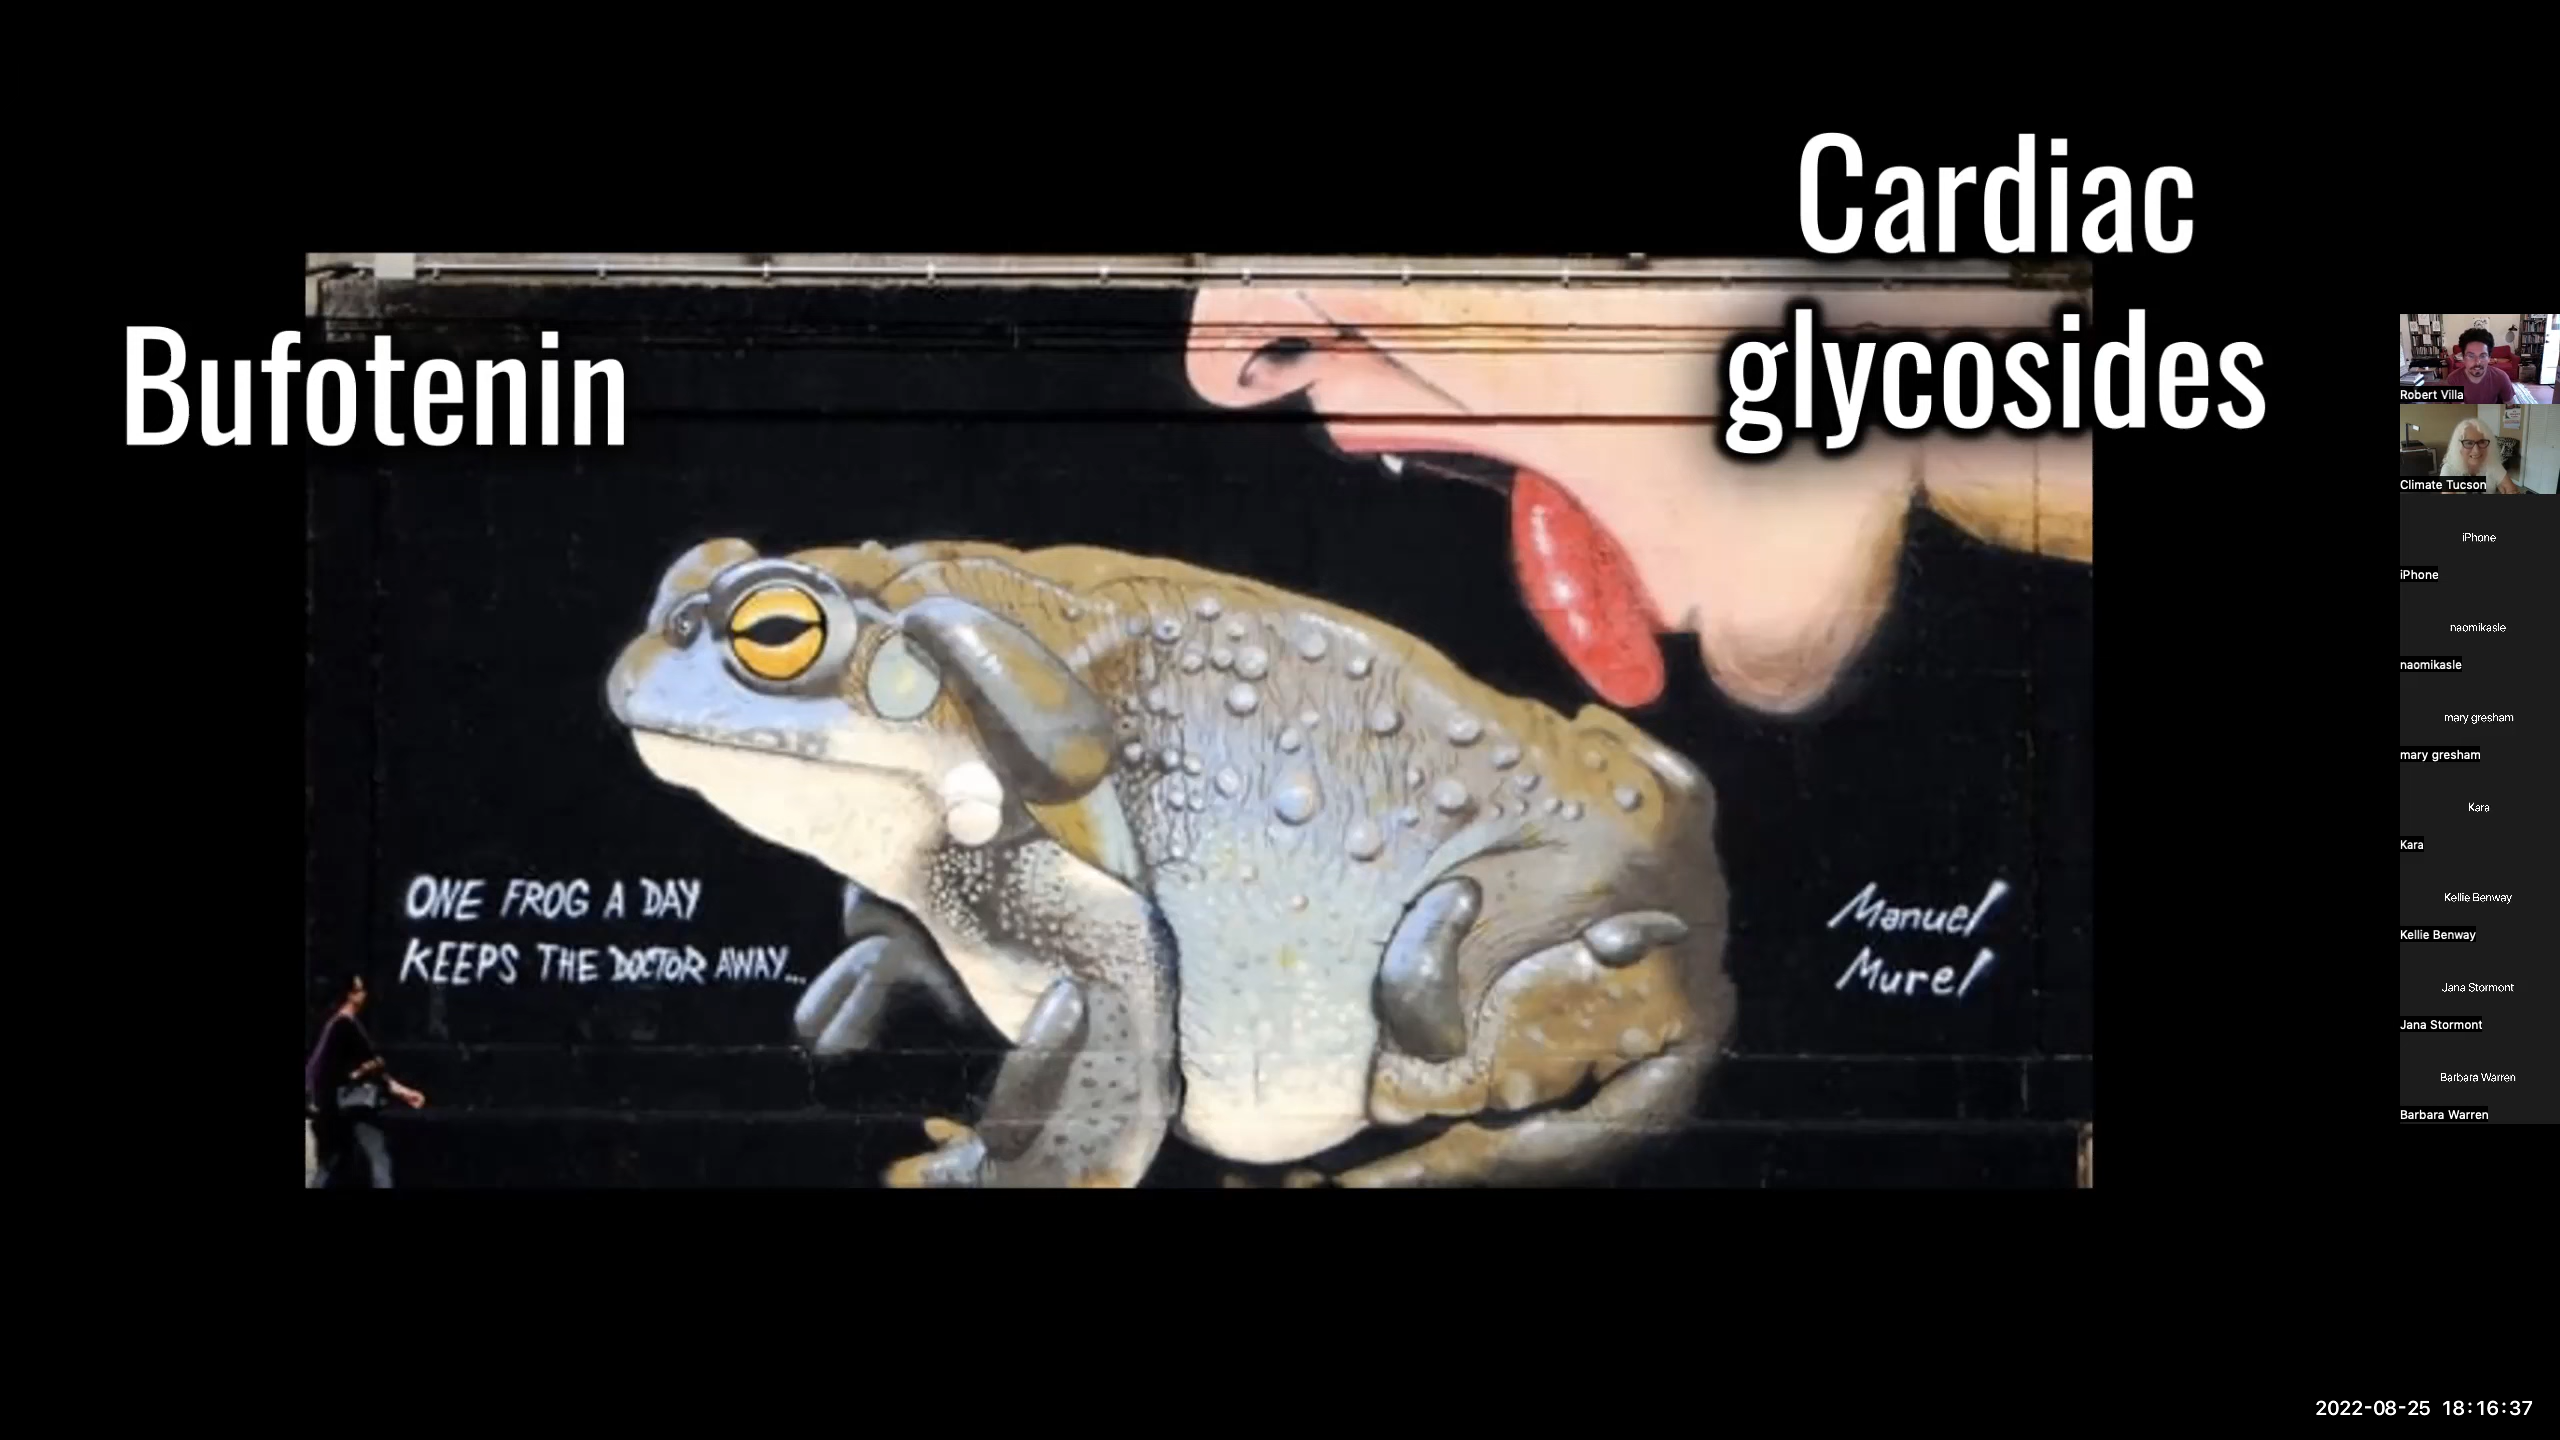 Bufotenin
Cardiac
glycosides
ONE FROG A DAY
KEEPS THE DOCTOR AWAY...
Manuel
Murel
Robert Villa
Climate Tucson
iPhone
iPhone
naomikasle
naomikasle
mary gresham
mary gresham
Kara
Kara
Kellie Benway
Kellie Benway
Jana Stormont
Jana Stormont
Barbara Warren
Barbara Warren
2022-08-25 18:16:37